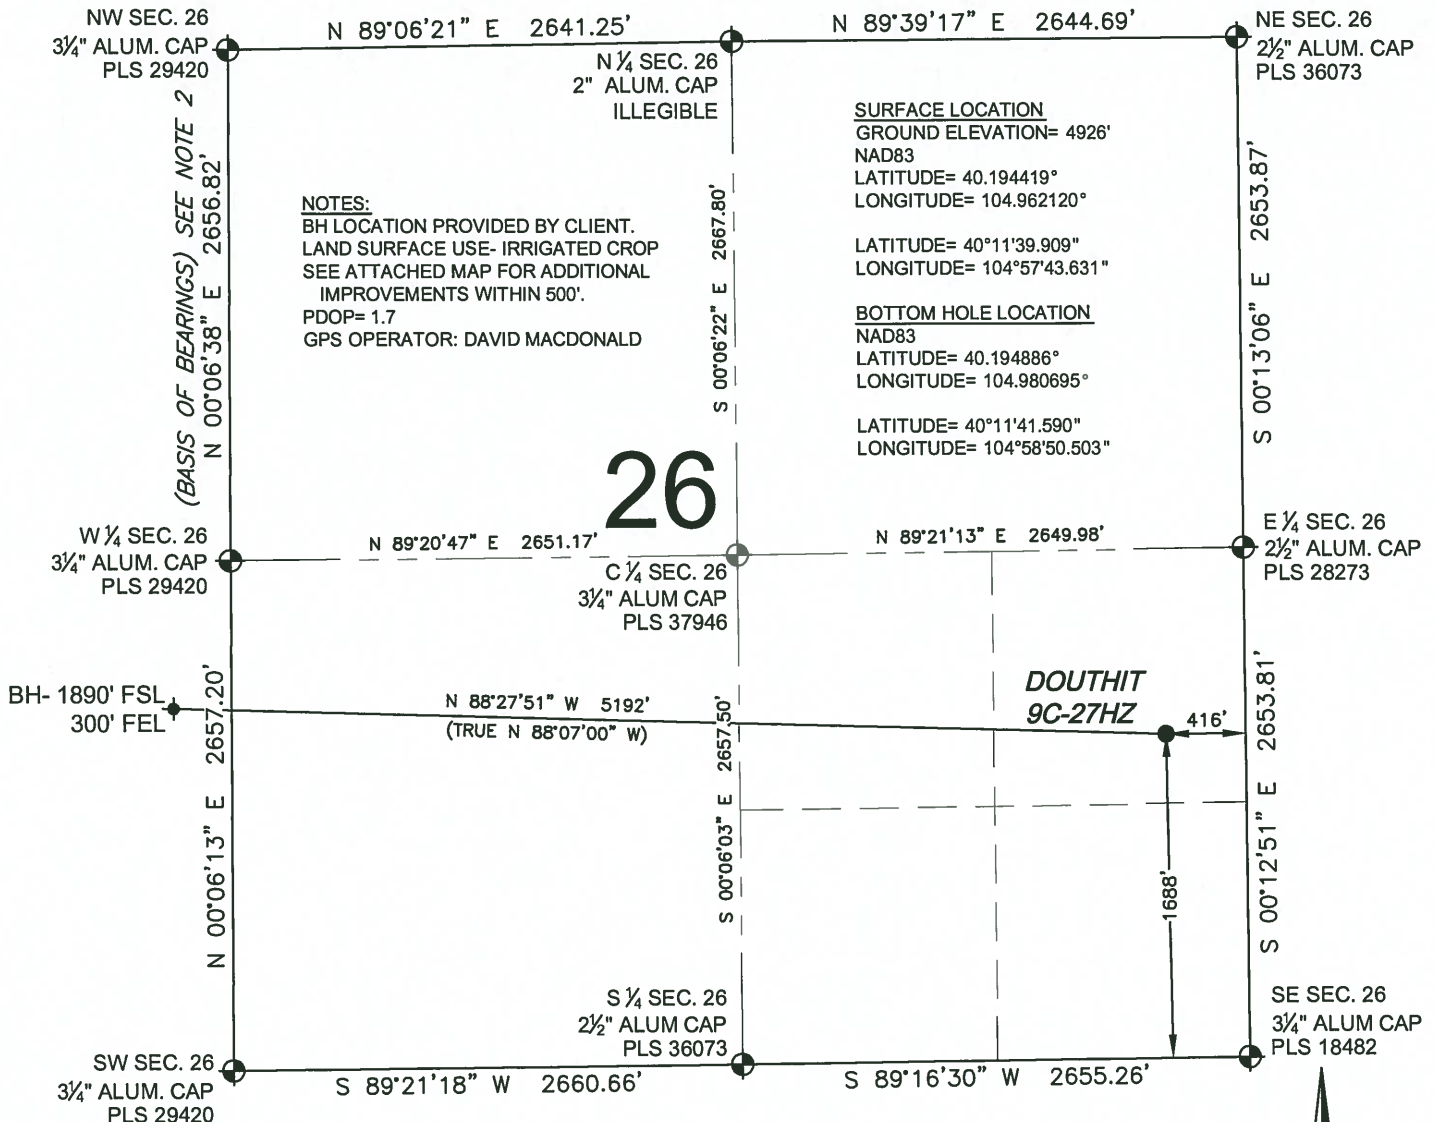 NW SEC. 26
3¼" ALUM. CAP
PLS 29420
N 89°06'21" E 2641.25'
N ¼ SEC. 26
2" ALUM. CAP
ILLEGIBLE
N 89°39'17" E 2644.69'
NE SEC. 26
2½" ALUM. CAP
PLS 36073
(BASIS OF BEARINGS) SEE NOTE 2
N 00°06'38" E 2656.82'
NOTES:
BH LOCATION PROVIDED BY CLIENT.
LAND SURFACE USE- IRRIGATED CROP
SEE ATTACHED MAP FOR ADDITIONAL
IMPROVEMENTS WITHIN 500'.
PDOP= 1.7
GPS OPERATOR: DAVID MACDONALD
S 00°06'22" E 2667.80'
SURFACE LOCATION
GROUND ELEVATION= 4926'
NAD83
LATITUDE= 40.194419°
LONGITUDE= 104.962120°
LATITUDE= 40°11'39.909"
LONGITUDE= 104°57'43.631"
BOTTOM HOLE LOCATION
NAD83
LATITUDE= 40.194886°
LONGITUDE= 104.980695°
LATITUDE= 40°11'41.590"
LONGITUDE= 104°58'50.503"
S 00°13'06" E 2653.87'
26
W ¼ SEC. 26
3¼" ALUM. CAP
PLS 29420
N 89°20'47" E 2651.17'
C ¼ SEC. 26
3¼" ALUM CAP
PLS 37946
N 89°21'13" E 2649.98'
E ¼ SEC. 26
2½" ALUM. CAP
PLS 28273
BH- 1890' FSL
300' FEL
N 00°06'13" E 2657.20'
N 88°27'51" W 5192'
(TRUE N 88°07'00" W)
S 00°06'03" E 2657.50'
DOUTHIT
9C-27HZ
416'
1688'
S 00°12'51" E 2653.81'
SW SEC. 26
3¼" ALUM. CAP
PLS 29420
S 89°21'18" W 2660.66'
S ¼ SEC. 26
2½" ALUM CAP
PLS 36073
S 89°16'30" W 2655.26'
SE SEC. 26
3¼" ALUM CAP
PLS 18482